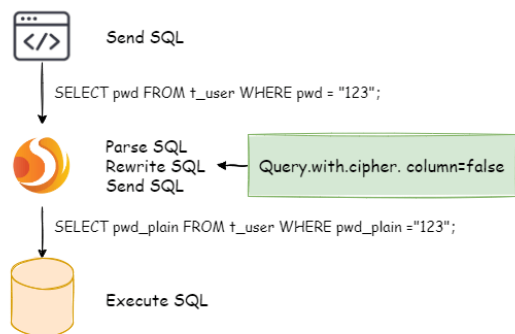 </>
Send SQL
SELECT pwd FROM t_user WHERE pwd = "123";
Parse SQL
Rewrite SQL
Send SQL
Query.with.cipher. column=false
SELECT pwd_plain FROM t_user WHERE pwd_plain ="123";
Execute SQL